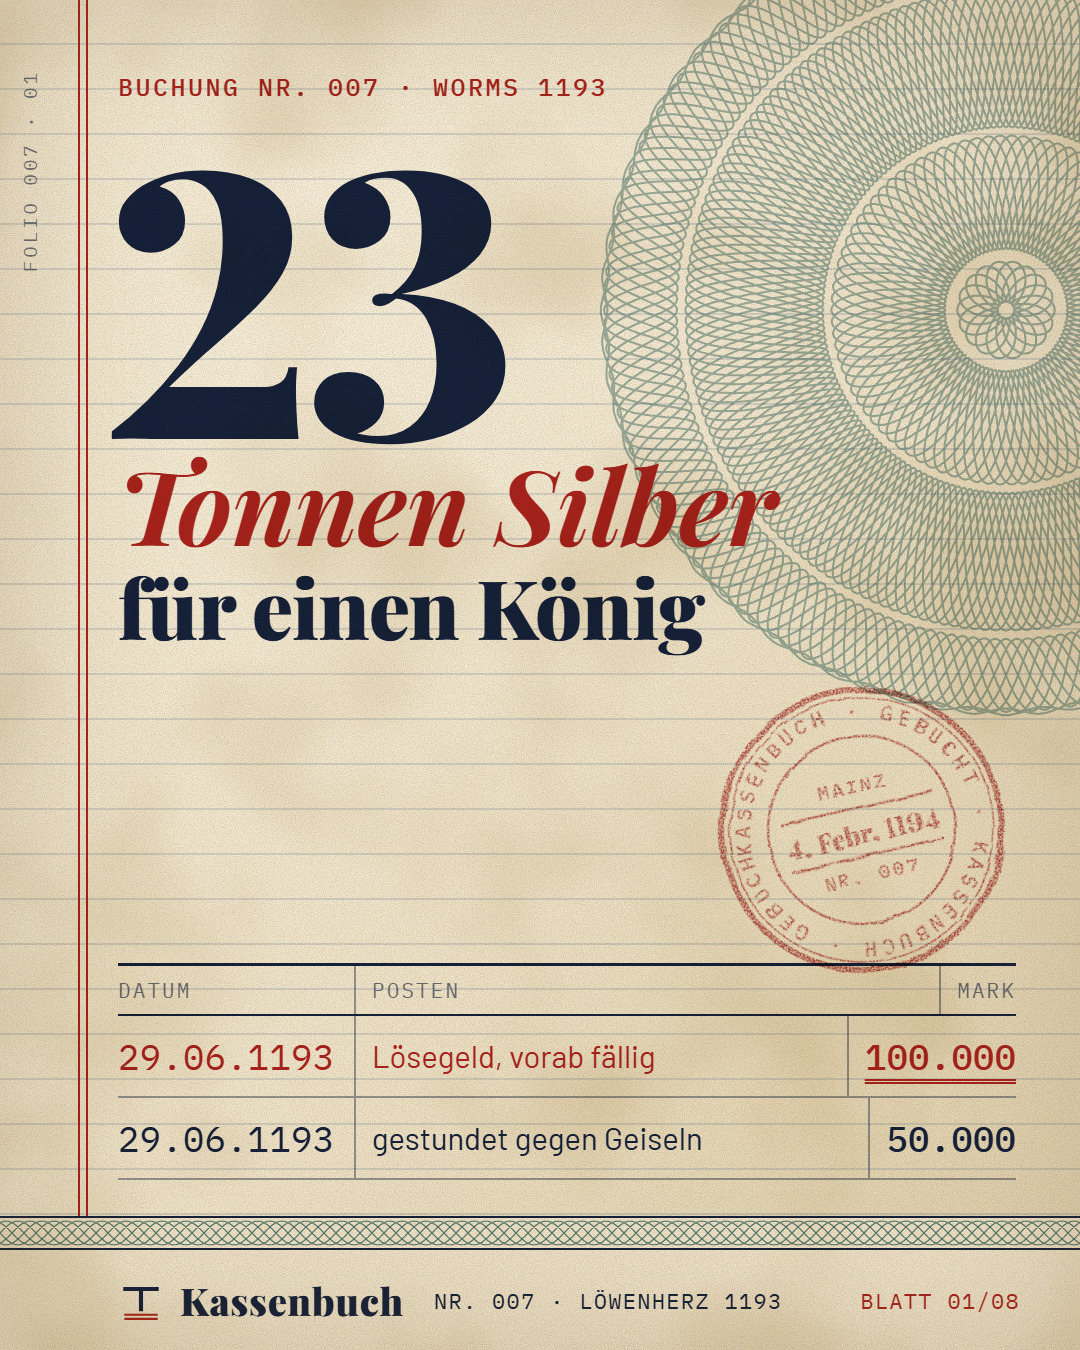 FOLIO 007 · 01
BUCHUNG NR. 007 · WORMS 1193
23
Tonnen Silber
für einen König
KASSENBUCH · GEBUCHT · KASSENBUCH · GEBUCH
MAINZ
4. Febr. 1194
NR. 007
DATUM POSTEN MARK
29.06.1193 Lösegeld, vorab fällig 100.000
29.06.1193 gestundet gegen Geiseln 50.000
Kassenbuch NR. 007 · LÖWENHERZ 1193 BLATT 01/08